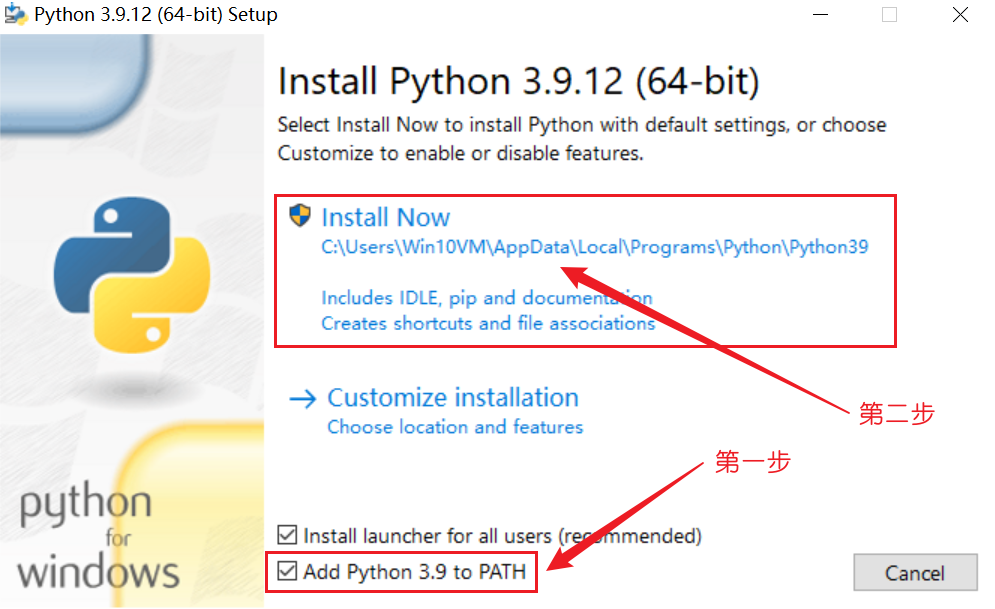 Python 3.9.12 (64-bit) Setup
Install Python 3.9.12 (64-bit)
Select Install Now to install Python with default settings, or choose
Customize to enable or disable features.
Install Now
C:\Users\Win10VM\AppData\Local\Programs\Python\Python39
Includes IDLE, pip and documentation
Creates shortcuts and file associations
Customize installation
Choose location and features
第二步
第一步
python
for
windows
Install launcher for all users (recommended)
Add Python 3.9 to PATH
Cancel